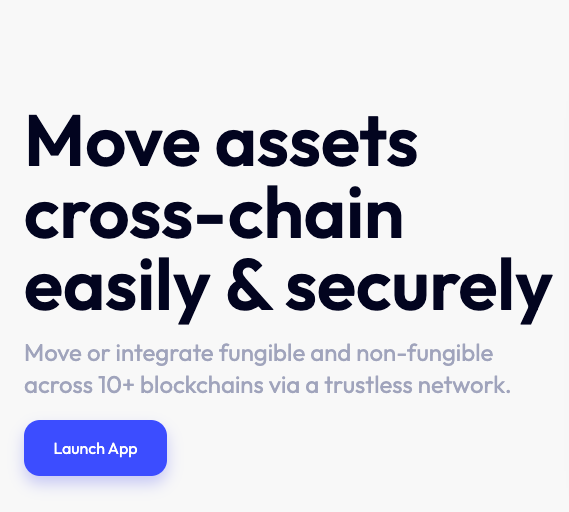 Move assets
cross-chain
easily & securely
Move or integrate fungible and non-fungible
across 10+ blockchains via a trustless network.
Launch App